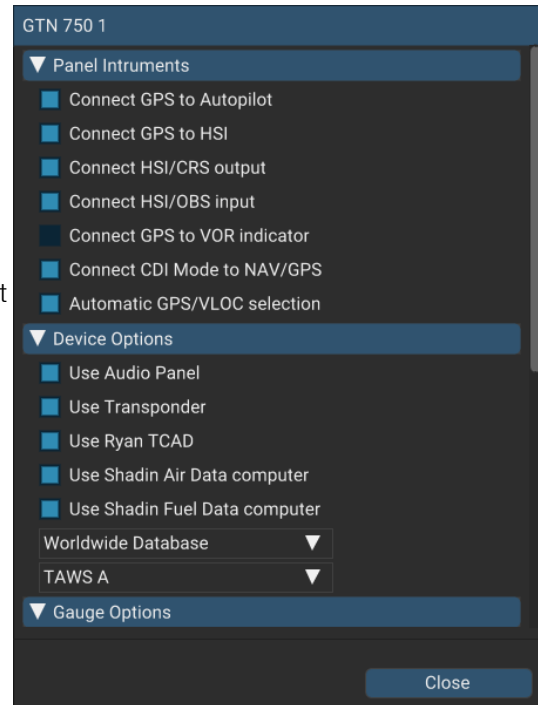 GTN 750 1
Panel Intruments
Connect GPS to Autopilot
Connect GPS to HSI
Connect HSI/CRS output
Connect HSI/OBS input
Connect GPS to VOR indicator
Connect CDI Mode to NAV/GPS
t
Automatic GPS/VLOC selection
Device Options
Use Audio Panel
Use Transponder
Use Ryan TCAD
Use Shadin Air Data computer
Use Shadin Fuel Data computer
Worldwide Database
TAWS A
Gauge Options
Close